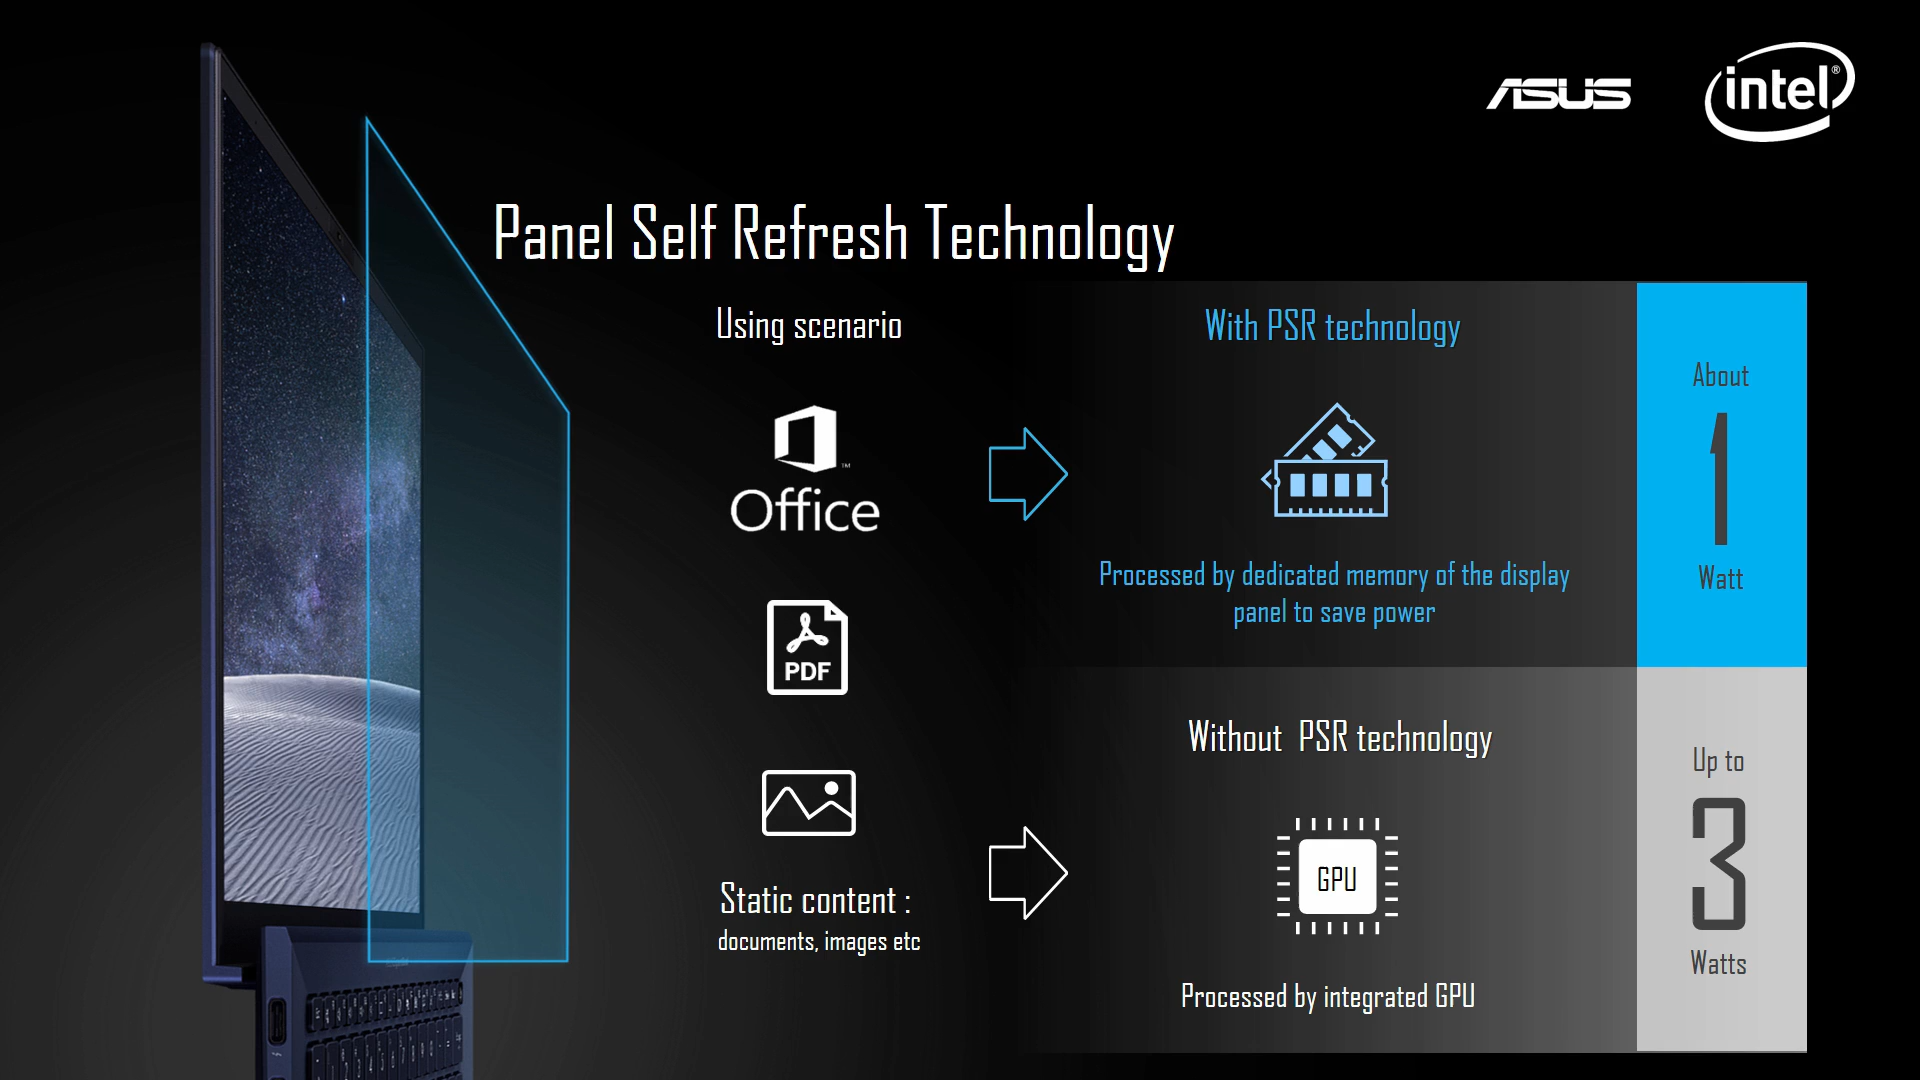 ASUS
intel®
Panel Self Refresh Technology
Using scenario
Office™
PDF
Static content :
documents, images etc
With PSR technology
Processed by dedicated memory of the display
panel to save power
About
1
Watt
Without PSR technology
GPU
Processed by integrated GPU
Up to
3
Watts